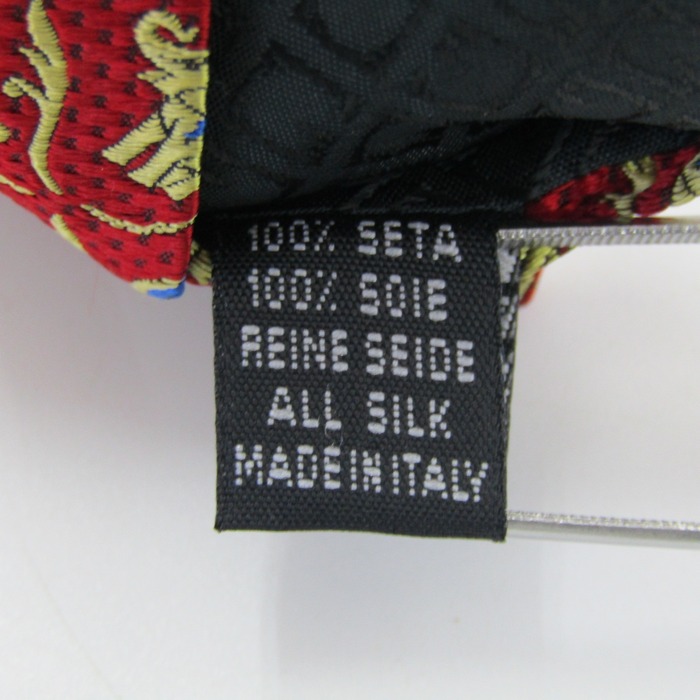 100% SETA
100% SOIE
REINE SEIDE
ALL SILK
MADE IN ITALY